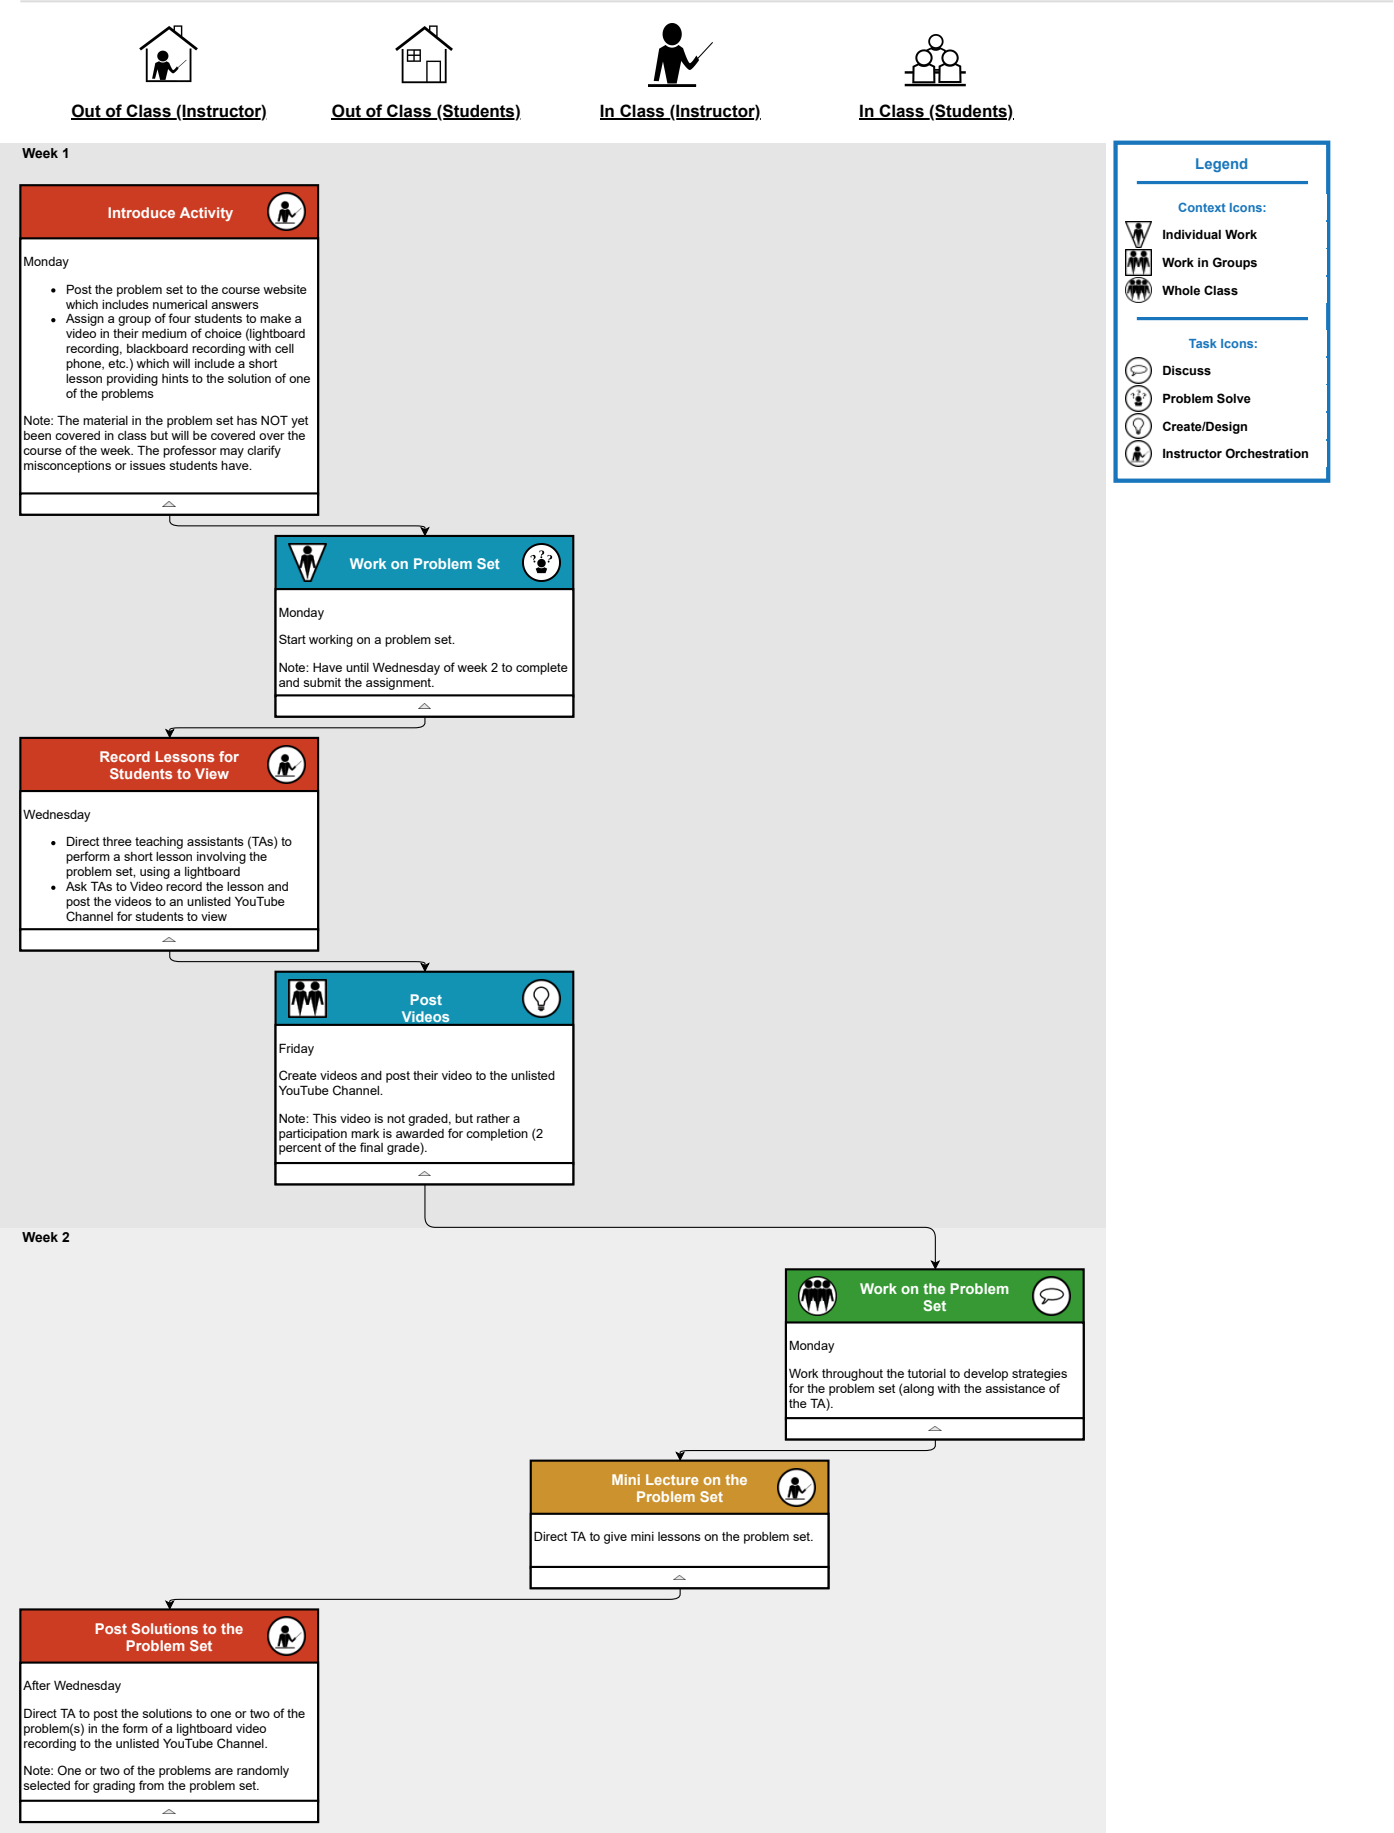 Out of Class (Instructor)
Out of Class (Students)
In Class (Instructor)
In Class (Students)
Week 1
Introduce Activity
Monday
• Post the problem set to the course website
which includes numerical answers
• Assign a group of four students to make a
video in their medium of choice (lightboard
recording, blackboard recording with cell
phone, etc.) which will include a short
lesson providing hints to the solution of one
of the problems
Note: The material in the problem set has NOT yet
been covered in class but will be covered over the
course of the week. The professor may clarify
misconceptions or issues students have.
Work on Problem Set
???
Monday
Start working on a problem set.
Note: Have until Wednesday of week 2 to complete
and submit the assignment.
Record Lessons for
Students to View
Wednesday
• Direct three teaching assistants (TAs) to
perform a short lesson involving the
problem set, using a lightboard
• Ask TAs to Video record the lesson and
post the videos to an unlisted YouTube
Channel for students to view
Post
Videos
Friday
Create videos and post their video to the unlisted
YouTube Channel.
Note: This video is not graded, but rather a
participation mark is awarded for completion (2
percent of the final grade).
Week 2
Work on the Problem
Set
Monday
Work throughout the tutorial to develop strategies
for the problem set (along with the assistance of
the TA).
Mini Lecture on the
Problem Set
Direct TA to give mini lessons on the problem set.
Post Solutions to the
Problem Set
After Wednesday
Direct TA to post the solutions to one or two of the
problem(s) in the form of a lightboard video
recording to the unlisted YouTube Channel.
Note: One or two of the problems are randomly
selected for grading from the problem set.
Legend
Context Icons:
Individual Work
Work in Groups
Whole Class
Task Icons:
Discuss
Problem Solve
Create/Design
Instructor Orchestration